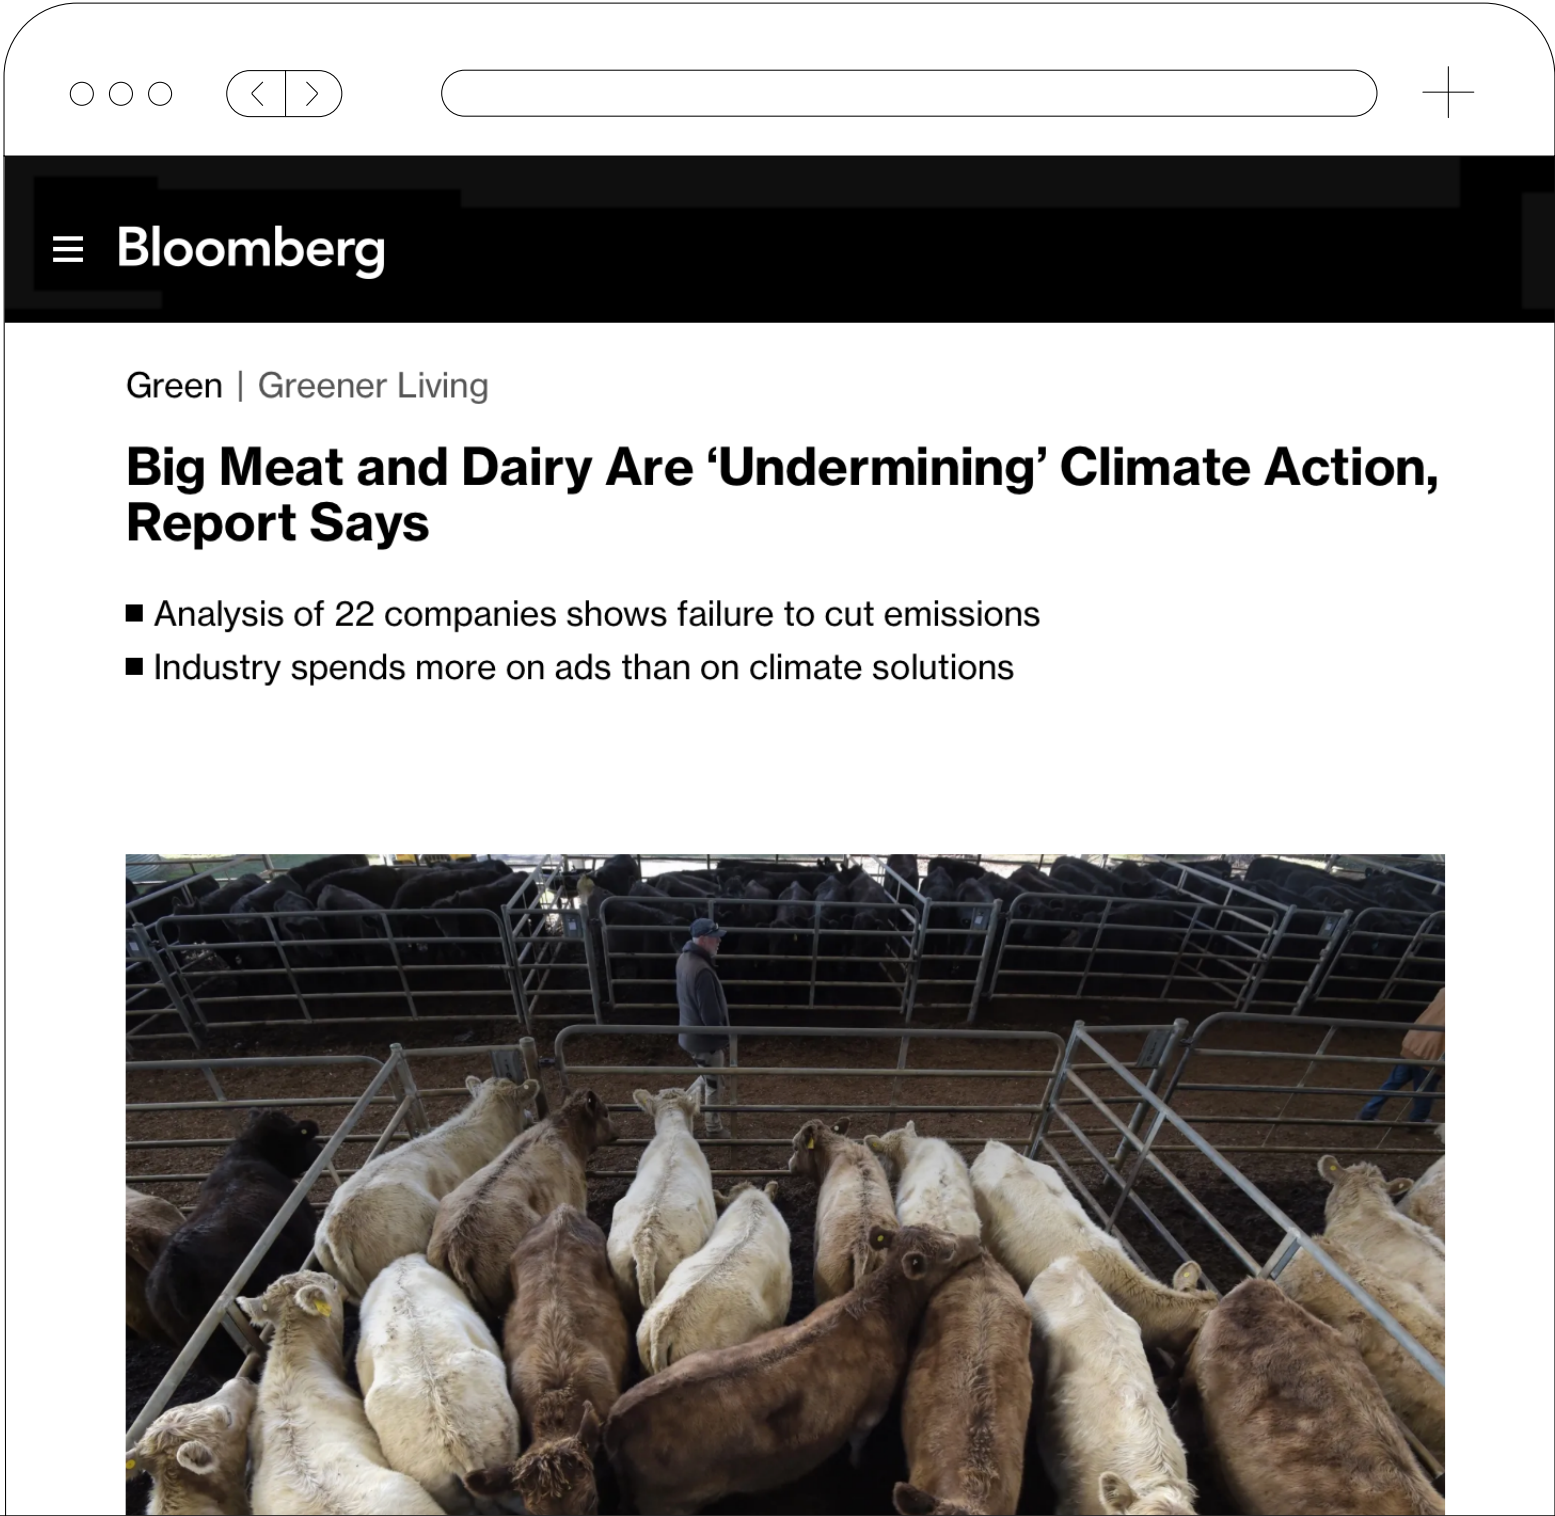 Bloomberg
Green | Greener Living
Big Meat and Dairy Are ‘Undermining’ Climate Action,
Report Says
■ Analysis of 22 companies shows failure to cut emissions
■ Industry spends more on ads than on climate solutions